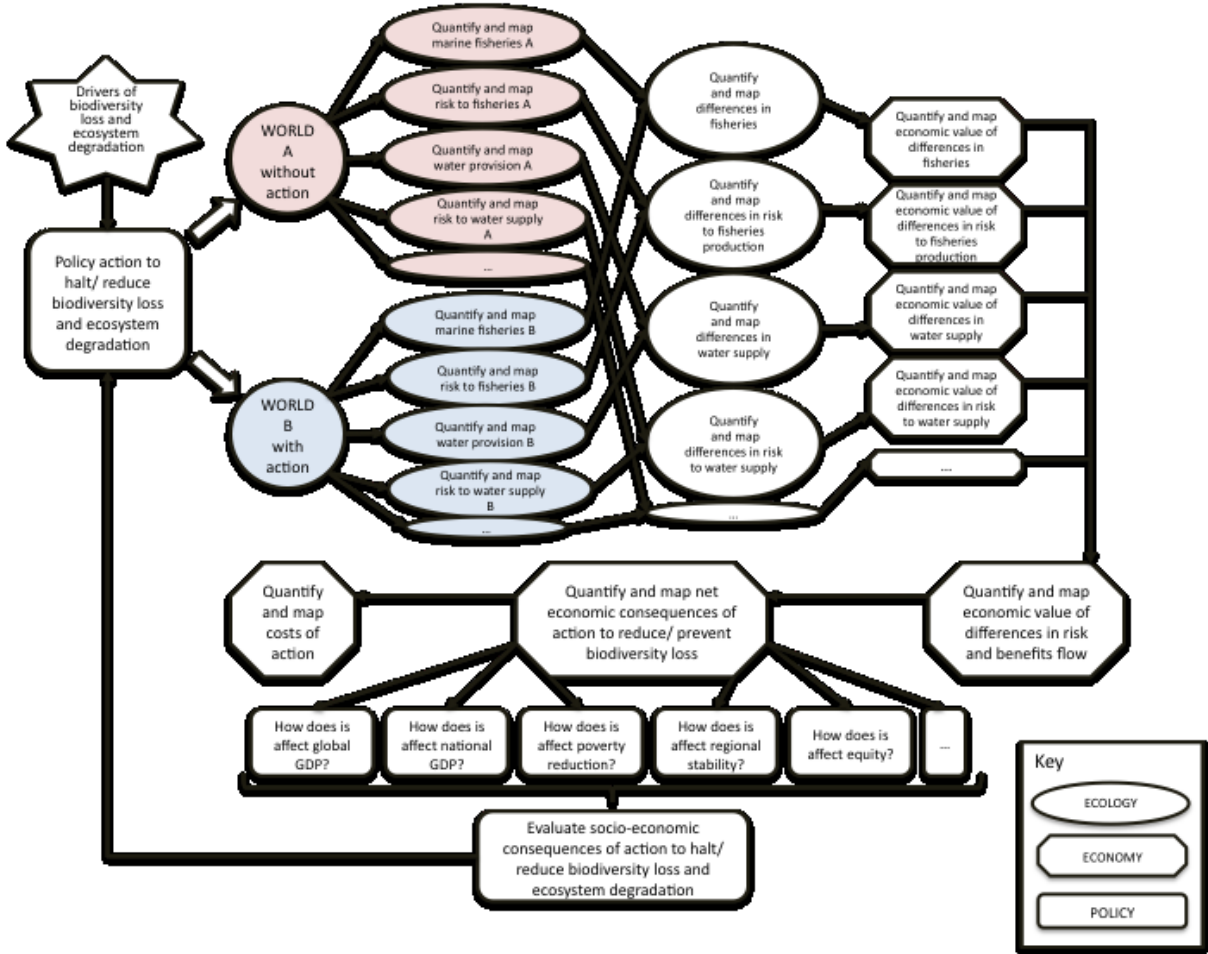 Drivers of
biodiversity
loss and
ecosystem
degradation
Policy action to
halt/ reduce
biodiversity loss
and ecosystem
degradation
WORLD
A
without
action
WORLD
B
with
action
Quantify and map
marine fisheries A
Quantify and map
risk to fisheries A
Quantify and map
water provision A
Quantify and map
risk to water supply
A
...
Quantify and map
marine fisheries B
Quantify and map
risk to fisheries B
Quantify and map
water provision B
Quantify and map
risk to water supply
B
...
Quantify
and map
differences in
fisheries
Quantify
and map
differences in risk
to fisheries
production
Quantify
and map
differences in
water supply
Quantify
and map
differences in risk
to water supply
...
Quantify and map
economic value of
differences in
fisheries
Quantify and map
economic value of
differences in risk
to fisheries
production
Quantify and map
economic value of
differences in
water supply
Quantify and map
economic value of
differences in risk
to water supply
....
Quantify
and map
costs of
action
Quantify and map net
economic consequences of
action to reduce/ prevent
biodiversity loss
Quantify and map
economic value of
differences in risk
and benefits flow
How does is
affect global
GDP?
How does is
affect national
GDP?
How does is
affect poverty
reduction?
How does is
affect regional
stability?
How does is
affect equity?
...
Evaluate socio-economic
consequences of action to halt/
reduce biodiversity loss and
ecosystem degradation
Key
ECOLOGY
ECONOMY
POLICY